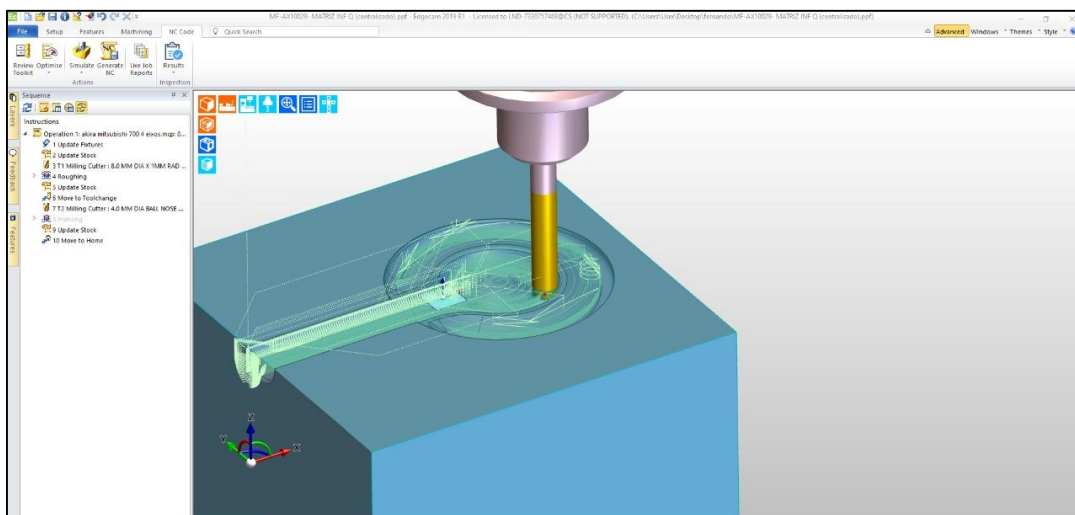 MF-AX10029- MATRIZ INF Q (centralizado).ppf - Edgecam 2019 R1 - Licensed to LND-7330757468@CS (NOT SUPPORTED). (C:\Users\User\Desktop\fernando\MF-AX10029- MATRIZ INF Q (centralizado).ppf)
File Setup Features Machining NC Code Quick Search Advanced Windows Themes Style
Review Toolkit Optimise Simulate Generate NC Live Job Reports Results
Actions Inspection
Sequence
Layers
Feedback
Features
Instructions
Operation 1: akira mitsubishi 700 4 eixos.mcp: 0...
1 Update Fixtures
2 Update Stock
3 T1 Milling Cutter : 8.0 MM DIA X 1MM RAD ...
4 Roughing
5 Update Stock
6 Move to Toolchange
7 T2 Milling Cutter : 4.0 MM DIA BALL NOSE ...
9 Update Stock
10 Move to Home
Z
Y
X